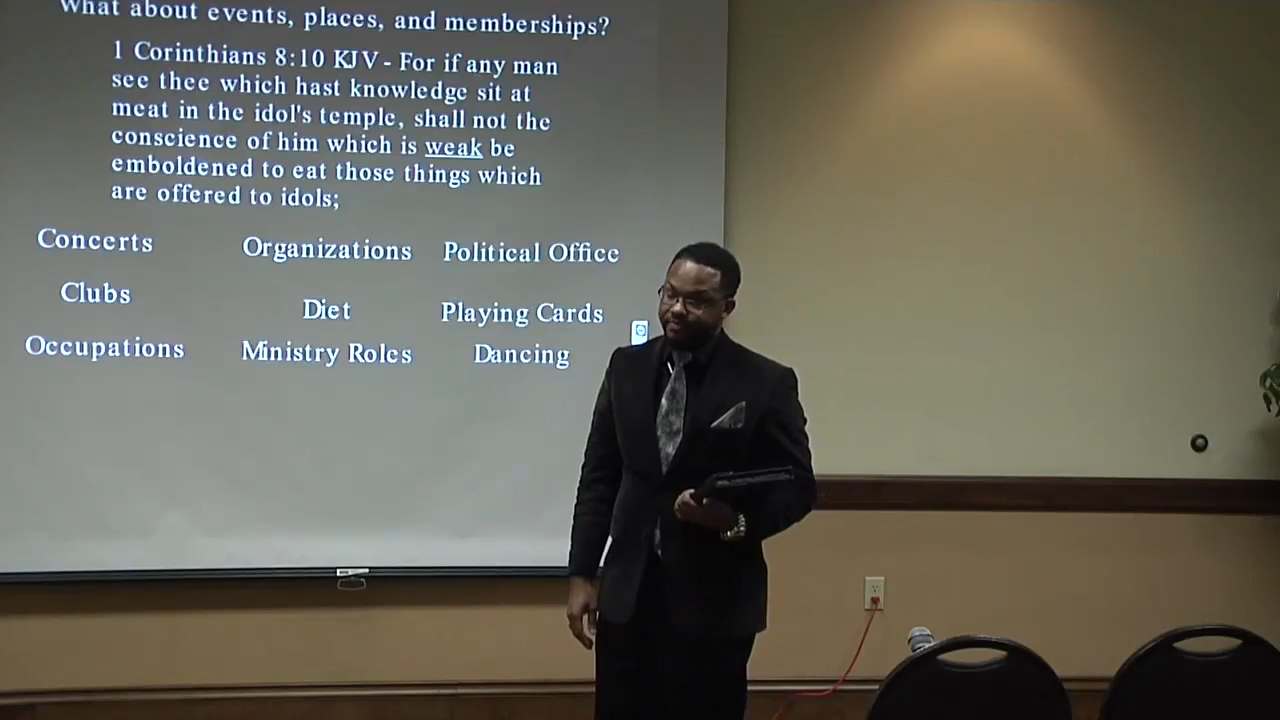 What about events, places, and memberships?
1 Corinthians 8:10 KJV - For if any man
see thee which hast knowledge sit at
meat in the idol's temple, shall not the
conscience of him which is weak be
emboldened to eat those things which
are offered to idols;
Concerts Organizations Political Office
Clubs Diet Playing Cards
Occupations Ministry Roles Dancing